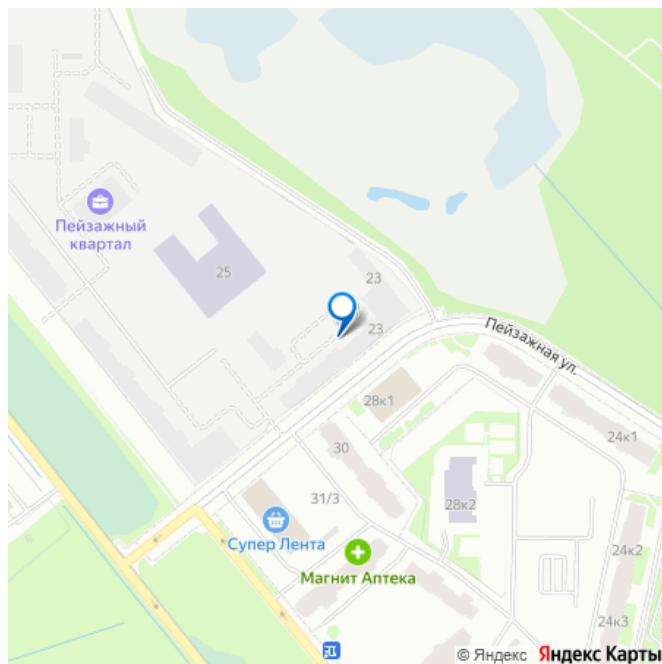 Пейзажный
квартал
25
23
23
Пейзажная ул.
28к1
24к1
30
31/3
28к2
Супер Лента
24к2
Магнит Аптека
24к3
© Яндекс Яндекс Карты